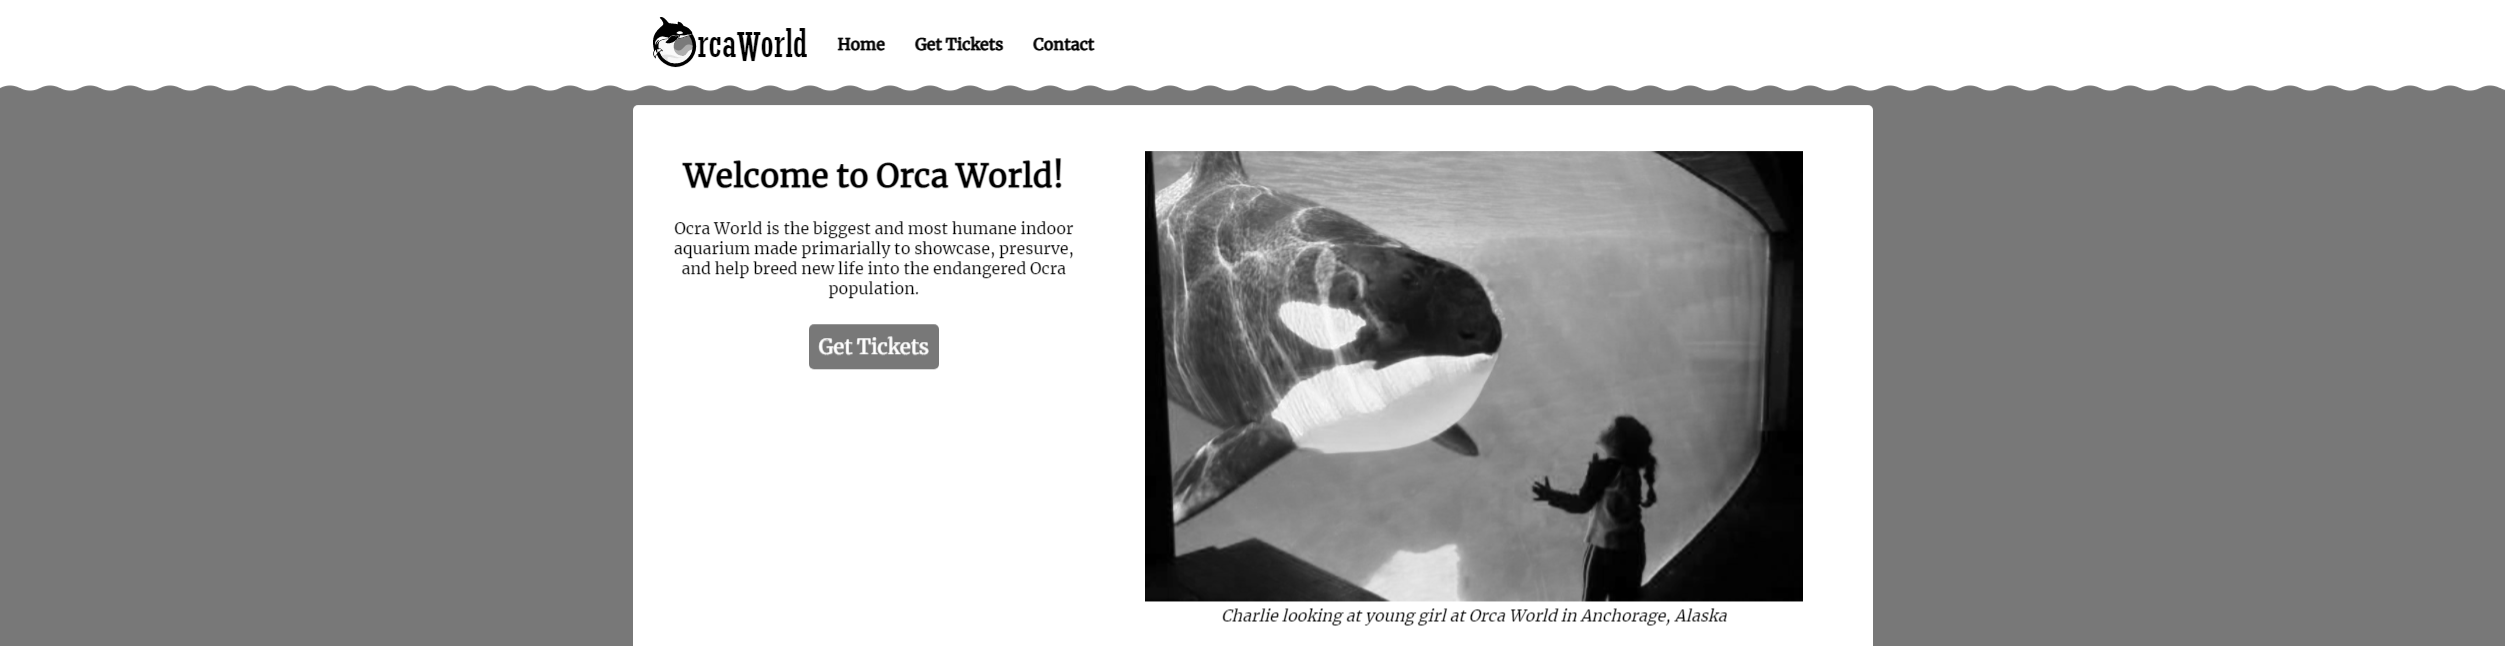 OrcaWorld
Home
Get Tickets
Contact
Welcome to Orca World!
Ocra World is the biggest and most humane indoor
aquarium made primarially to showcase, presurve,
and help breed new life into the endangered Ocra
population.
Get Tickets
Charlie looking at young girl at Orca World in Anchorage, Alaska